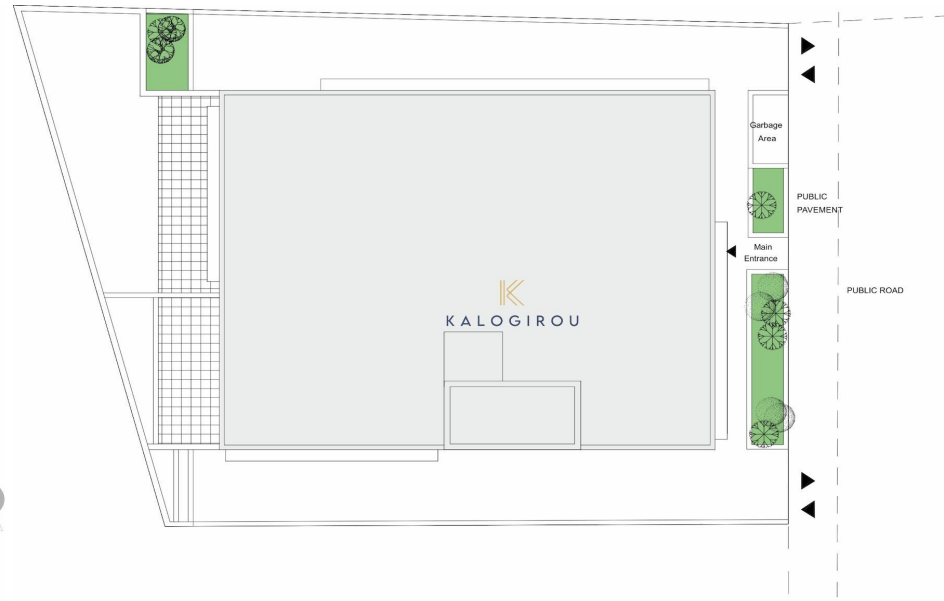 Garbage
Area
PUBLIC
PAVEMENT
Main
Entrance
KALOGIROU
PUBLIC ROAD